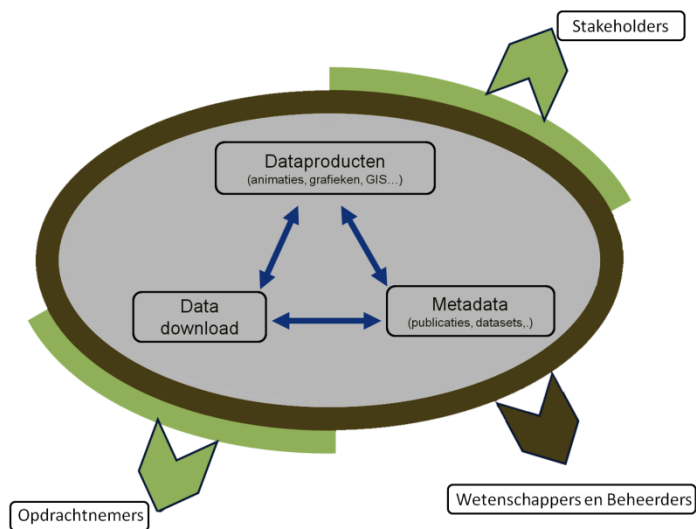 Stakeholders
Dataproducten
(animaties, grafieken, GIS…)
Data
download
Metadata
(publicaties, datasets,.)
Opdrachtnemers
Wetenschappers en Beheerders